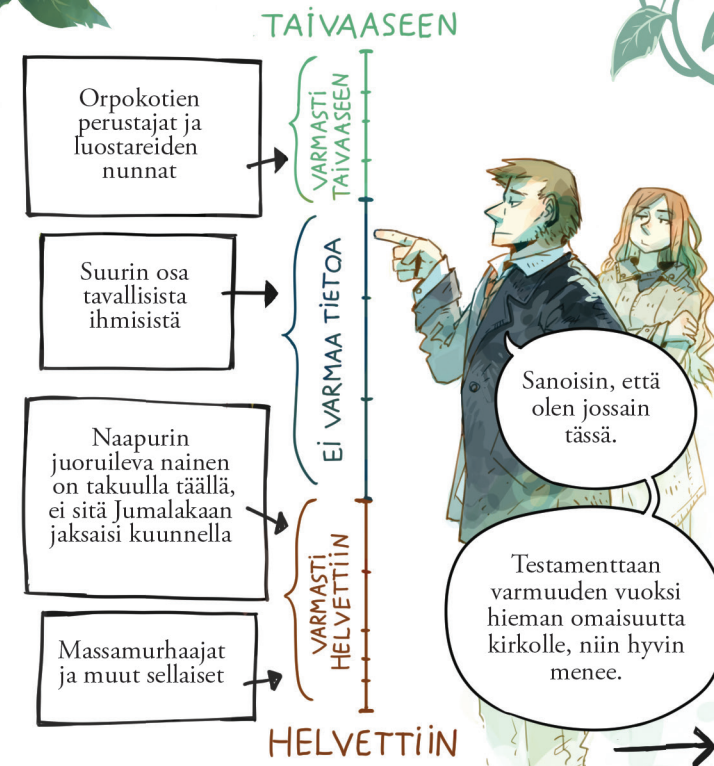 TAIVAASEEN
Orpokotien
perustajat ja
luostareiden
nunnat
VARMASTI
TAIVAASEEN
Suurin osa
tavallisista
ihmisistä
EI VARMAA TIETOA
Sanoisin, että
olen jossain
tässä.
Naapurin
juoruileva nainen
on takuulla täällä,
ei sitä Jumalakaan
jaksaisi kuunnella
VARMASTI
HELVETTIIN
Testamenttaan
varmuuden vuoksi
hieman omaisuutta
kirkolle, niin hyvin
menee.
Massamurhaajat
ja muut sellaiset
HELVETTIIN